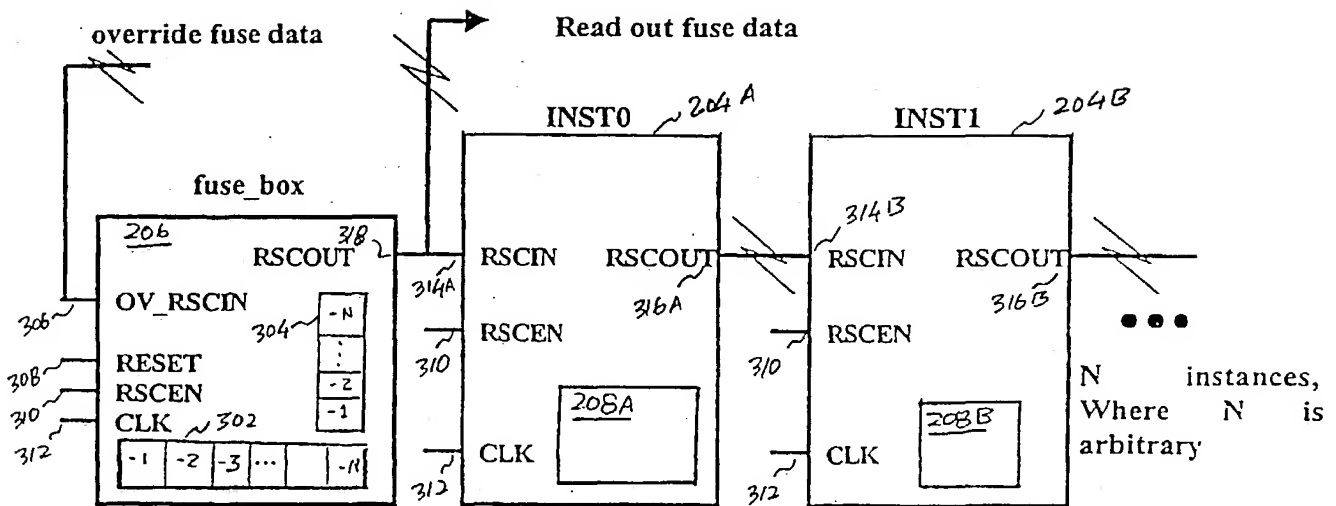 override fuse data
Read out fuse data
INST0
204A
INST1
204B
fuse_box
206
RSCOUT
318
OV_RSCIN
306
304
-N
⋮
-2
-1
RESET
308
RSCEN
310
CLK
312
302
-1 -2 -3 ... -N
RSCIN
314A
RSCOUT
316A
RSCEN
310
208A
CLK
312
314B
RSCIN
RSCOUT
316B
RSCEN
310
208B
CLK
312
•••
N instances,
Where N is
arbitrary